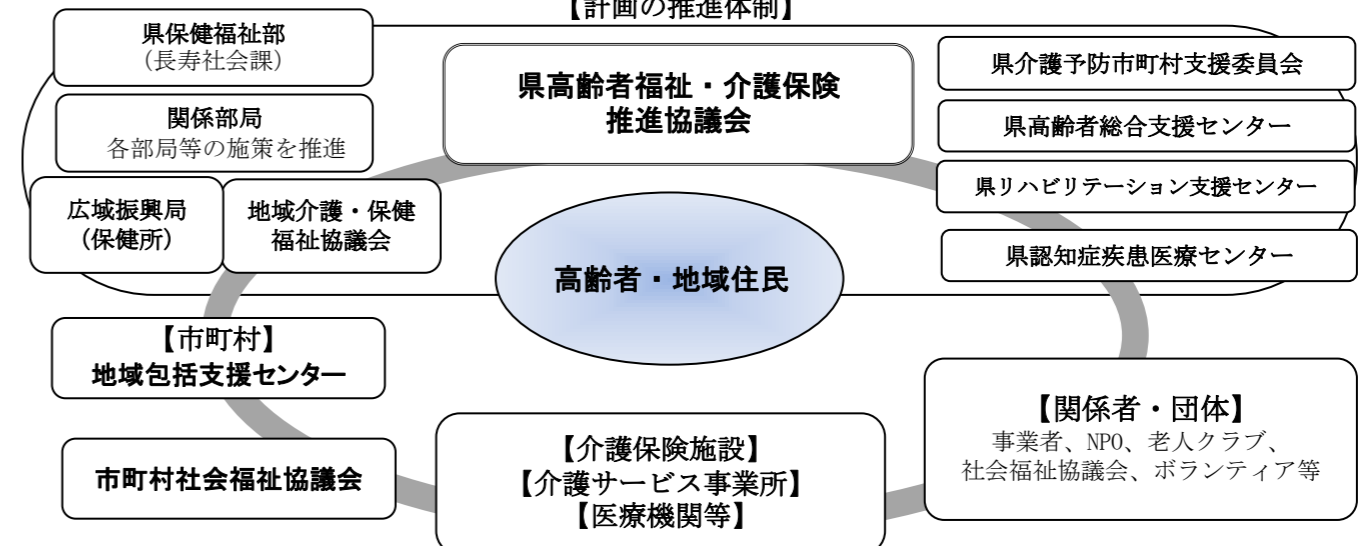 【計画の推進体制】
県保健福祉部
(長寿社会課)
関係部局
各部局等の施策を推進
広域振興局
(保健所)
地域介護・保健
福祉協議会
県高齢者福祉・介護保険
推進協議会
県介護予防市町村支援委員会
県高齢者総合支援センター
県リハビリテーション支援センター
県認知症疾患医療センター
高齢者・地域住民
【市町村】
地域包括支援センター
市町村社会福祉協議会
【介護保険施設】
【介護サービス事業所】
【医療機関等】
【関係者・団体】
事業者、NPO、老人クラブ、
社会福祉協議会、ボランティア等